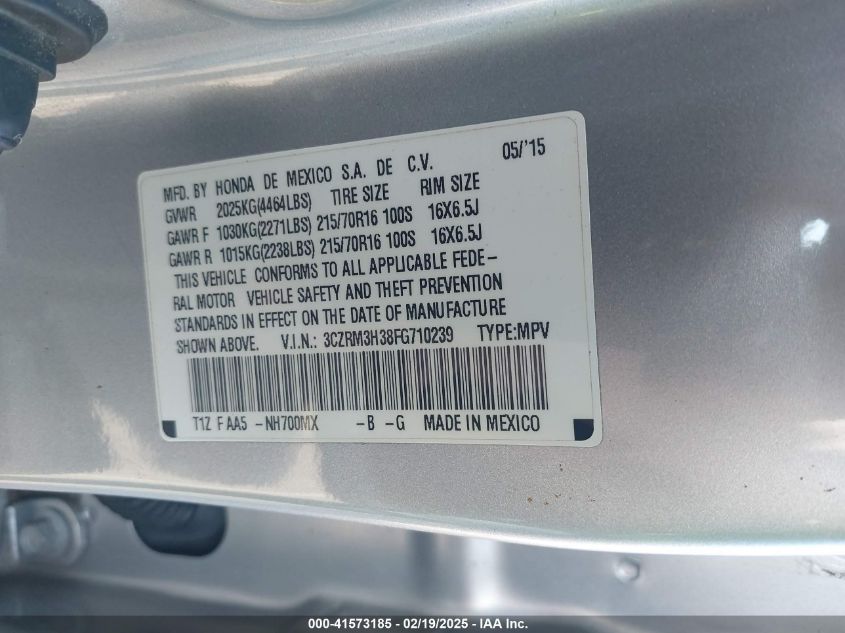 05/'15
MFD. BY HONDA DE MEXICO S.A. DE C.V.
GVWR 2025KG(4464LBS) TIRE SIZE RIM SIZE
GAWR F 1030KG(2271LBS) 215/70R16 100S 16X6.5J
GAWR R 1015KG(2238LBS) 215/70R16 100S 16X6.5J
THIS VEHICLE CONFORMS TO ALL APPLICABLE FEDE-
RAL MOTOR VEHICLE SAFETY AND THEFT PREVENTION
STANDARDS IN EFFECT ON THE DATE OF MANUFACTURE
SHOWN ABOVE. V.I.N.: 3CZRM3H38FG710239 TYPE:MPV
T1Z F AA5 -NH700MX -B -G MADE IN MEXICO
000-41573185 - 02/19/2025 - IAA Inc.